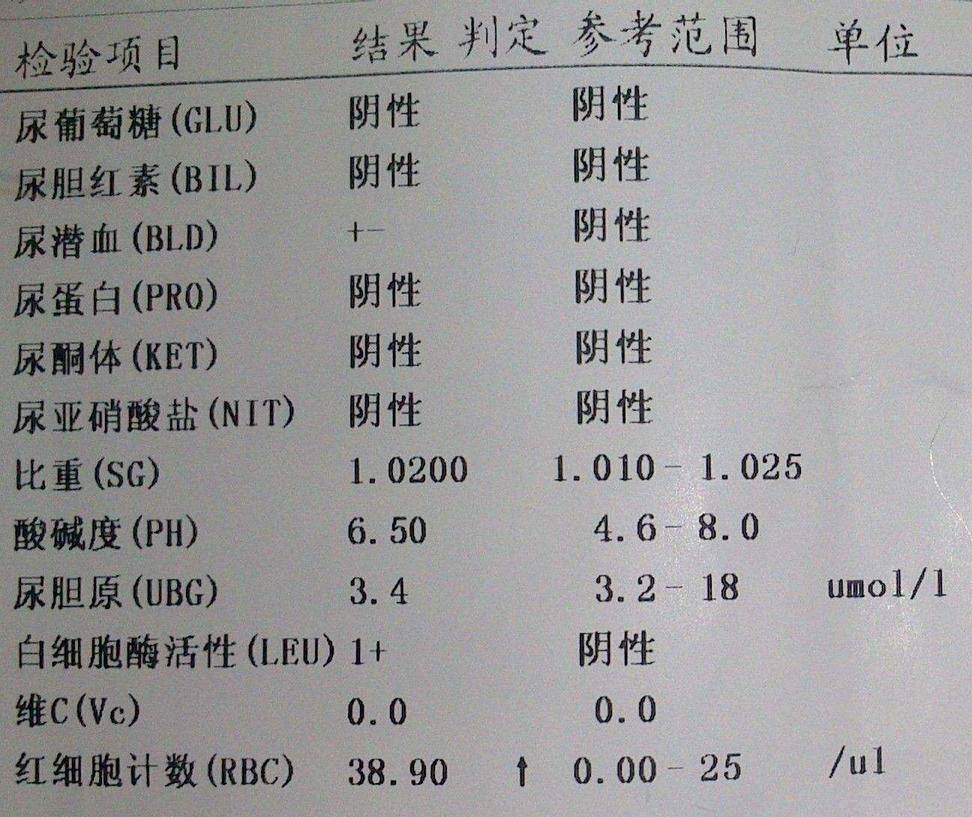 检验项目 结果 判定 参考范围 单位
尿葡萄糖(GLU) 阴性 阴性
尿胆红素(BIL) 阴性 阴性
尿潜血(BLD) +- 阴性
尿蛋白(PRO) 阴性 阴性
尿酮体(KET) 阴性 阴性
尿亚硝酸盐(NIT) 阴性 阴性
比重(SG) 1.0200 1.010- 1.025
酸碱度(PH) 6.50 4.6- 8.0
尿胆原(UBG) 3.4 3.2- 18 umol/l
白细胞酶活性(LEU) 1+ 阴性
维C(Vc) 0.0 0.0
红细胞计数(RBC) 38.90 ↑ 0.00- 25 /ul